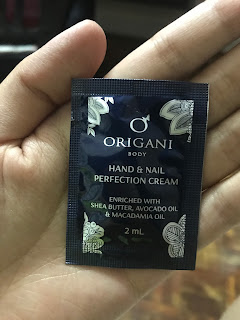 ORIGANI
BODY
HAND & NAIL
PERFECTION CREAM
ENRICHED WITH
SHEA BUTTER, AVOCADO OIL
& MACADAMIA OIL
2 mL